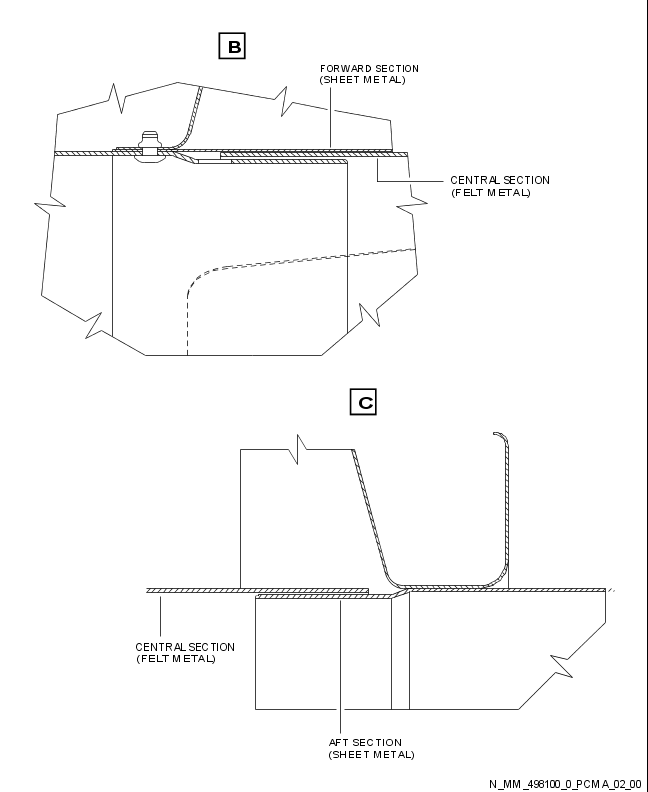 B
FORWARD SECTION
(SHEET METAL)
CENTRAL SECTION
(FELT METAL)
C
CENTRAL SECTION
(FELT METAL)
AFT SECTION
(SHEET METAL)
N_MM_498100_0_PCMA_02_00